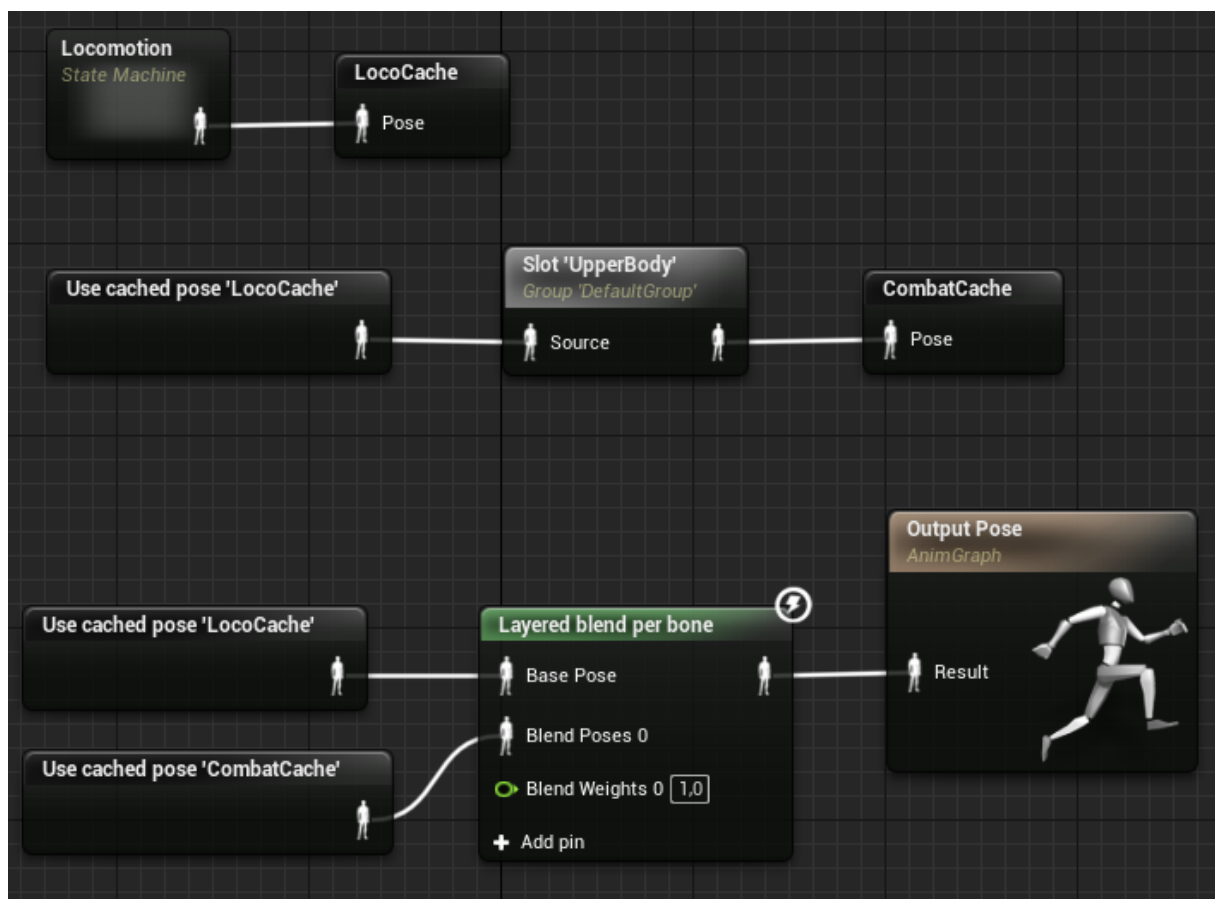 Locomotion
State Machine
LocoCache
Pose
Use cached pose 'LocoCache'
Slot 'UpperBody'
Group 'DefaultGroup'
Source
CombatCache
Pose
Output Pose
AnimGraph
Result
Use cached pose 'LocoCache'
Use cached pose 'CombatCache'
Layered blend per bone
Base Pose
Blend Poses 0
Blend Weights 0 1,0
Add pin